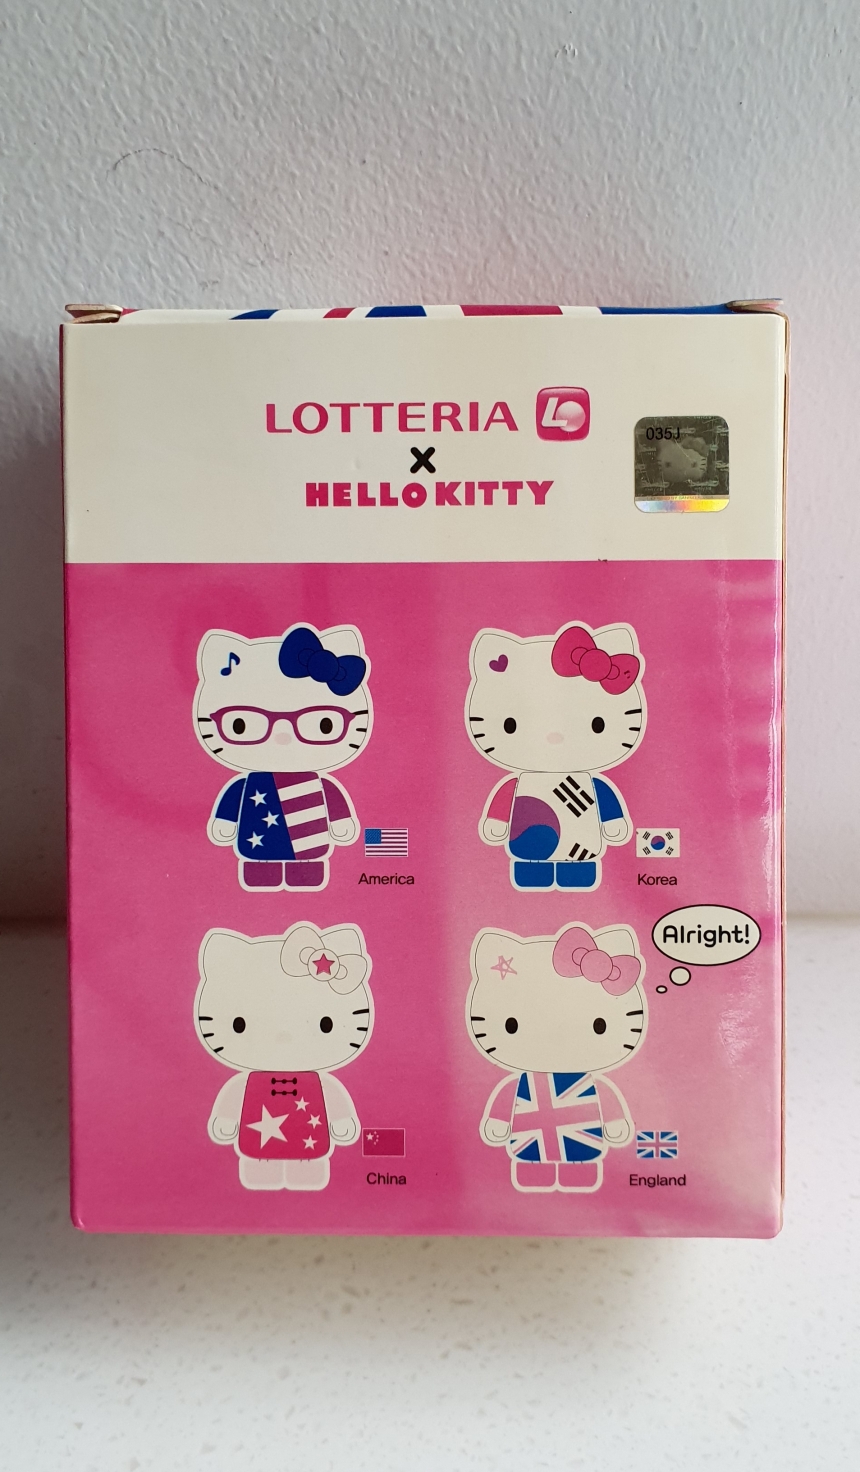 LOTTERIA
X
HELLO KITTY
035J
America
Korea
Alright!
China
England